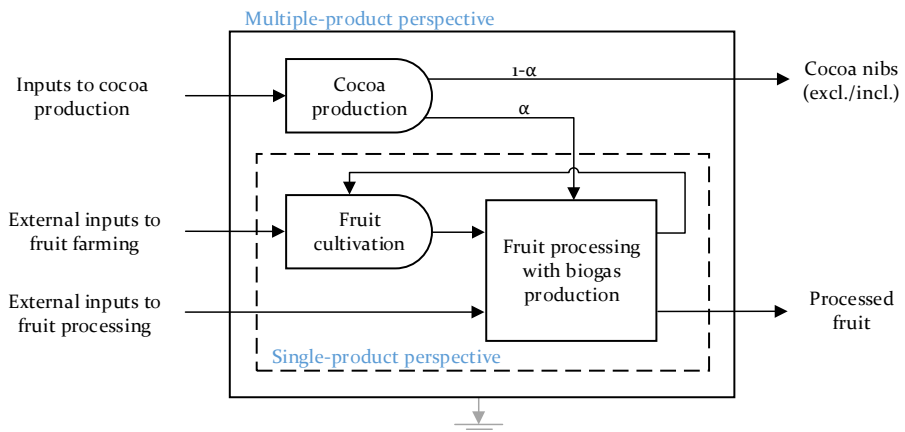 Multiple-product perspective
Inputs to cocoa
production
Cocoa
production
1-α
α
Cocoa nibs
(excl./incl.)
External inputs to
fruit farming
Fruit
cultivation
Fruit processing
with biogas
production
External inputs to
fruit processing
Processed
fruit
Single-product perspective